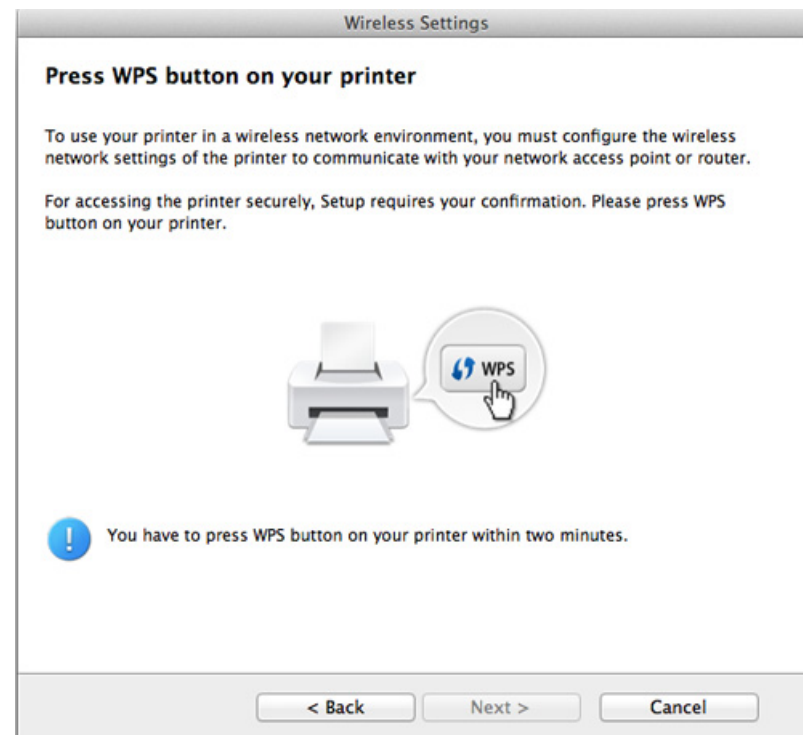 Wireless Settings
Press WPS button on your printer
To use your printer in a wireless network environment, you must configure the wireless
network settings of the printer to communicate with your network access point or router.
For accessing the printer securely, Setup requires your confirmation. Please press WPS
button on your printer.
WPS
You have to press WPS button on your printer within two minutes.
< Back
Next >
Cancel